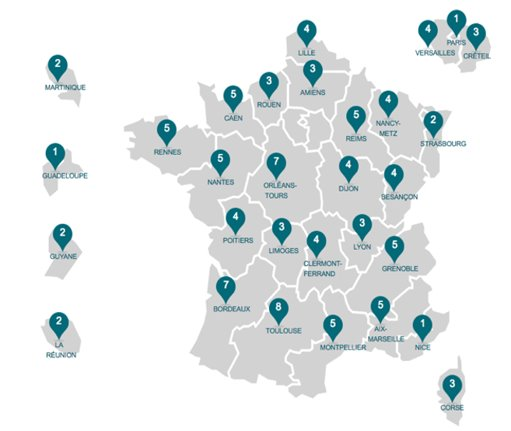 4
LILLE
4
VERSAILLES
1
PARIS
3
CRÉTEIL
2
MARTINIQUE
5
CAEN
3
ROUEN
3
AMIENS
5
REIMS
4
NANCY-
METZ
2
STRASBOURG
5
RENNES
1
GUADELOUPE
5
NANTES
7
ORLÉANS-
TOURS
4
DIJON
4
BESANÇON
2
GUYANE
4
POITIERS
3
LIMOGES
4
CLERMONT-
FERRAND
3
LYON
5
GRENOBLE
7
BORDEAUX
8
TOULOUSE
5
MONTPELLIER
5
AIX-
MARSEILLE
1
NICE
2
LA
RÉUNION
3
CORSE